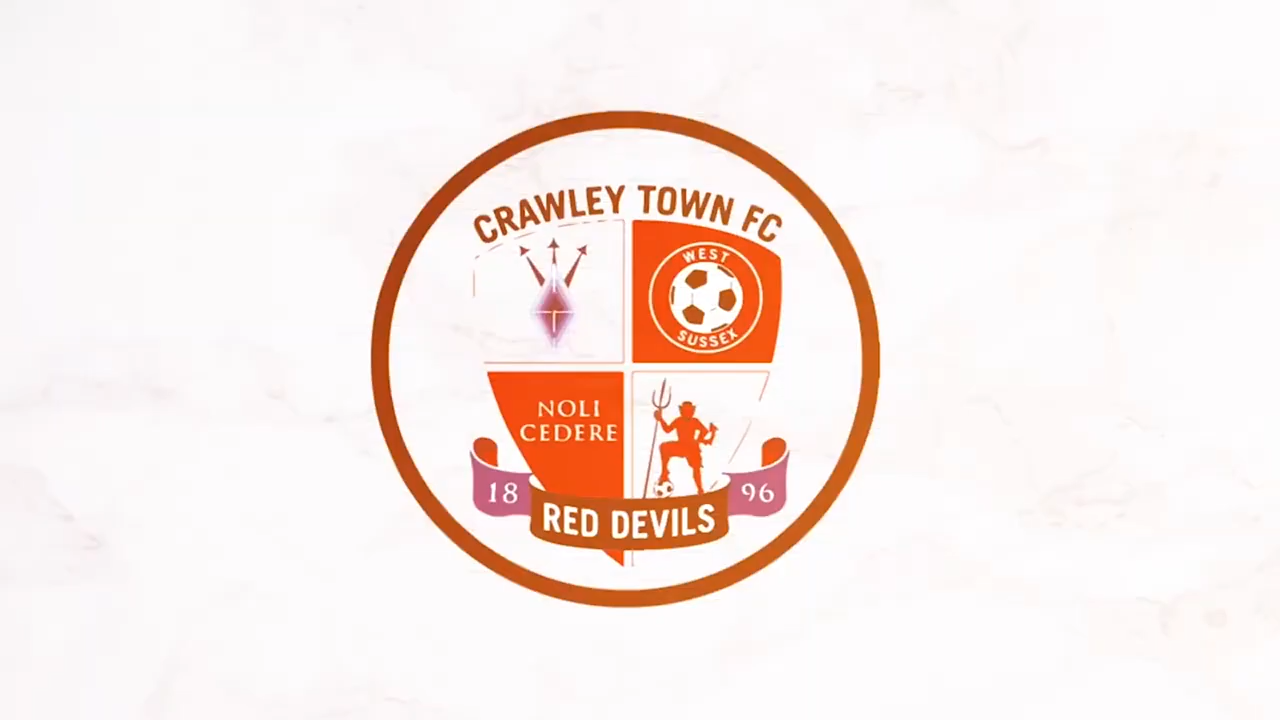 CRAWLEY TOWN FC
WEST
SUSSEX
NOLI
CEDERE
18
96
RED DEVILS